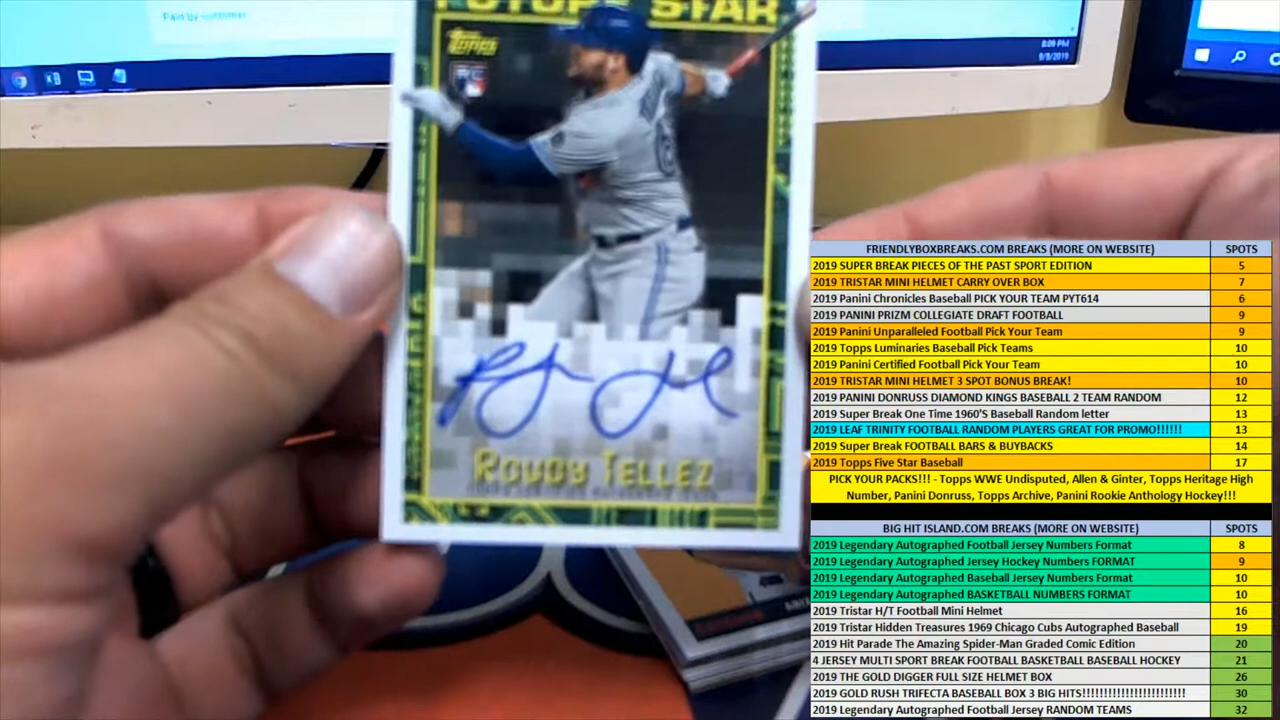 Paid by customer
8:09 PM
9/9/2019
FUTURE STAR
Topps
RC
Rowdy Tellez
FRIENDLYBOXBREAKS.COM BREAKS (MORE ON WEBSITE) SPOTS
2019 SUPER BREAK PIECES OF THE PAST SPORT EDITION 5
2019 TRISTAR MINI HELMET CARRY OVER BOX 7
2019 Panini Chronicles Baseball PICK YOUR TEAM PYT614 6
2019 PANINI PRIZM COLLEGIATE DRAFT FOOTBALL 9
2019 Panini Unparalleled Football Pick Your Team 9
2019 Topps Luminaries Baseball Pick Teams 10
2019 Panini Certified Football Pick Your Team 10
2019 TRISTAR MINI HELMET 3 SPOT BONUS BREAK! 10
2019 PANINI DONRUSS DIAMOND KINGS BASEBALL 2 TEAM RANDOM 12
2019 Super Break One Time 1960'S Baseball Random letter 13
2019 LEAF TRINITY FOOTBALL RANDOM PLAYERS GREAT FOR PROMO!!!!!! 13
2019 Super Break FOOTBALL BARS & BUYBACKS 14
2019 Topps Five Star Baseball 17
PICK YOUR PACKS!!! - Topps WWE Undisputed, Allen & Ginter, Topps Heritage High
Number, Panini Donruss, Topps Archive, Panini Rookie Anthology Hockey!!!
BIG HIT ISLAND.COM BREAKS (MORE ON WEBSITE) SPOTS
2019 Legendary Autographed Football Jersey Numbers Format 8
2019 Legendary Autographed Jersey Hockey Numbers FORMAT 9
2019 Legendary Autographed Baseball Jersey Numbers Format 10
2019 Legendary Autographed BASKETBALL NUMBERS FORMAT 10
2019 Tristar H/T Football Mini Helmet 16
2019 Tristar Hidden Treasures 1969 Chicago Cubs Autographed Baseball 19
2019 Hit Parade The Amazing Spider-Man Graded Comic Edition 20
4 JERSEY MULTI SPORT BREAK FOOTBALL BASKETBALL BASEBALL HOCKEY 21
2019 THE GOLD DIGGER FULL SIZE HELMET BOX 26
2019 GOLD RUSH TRIFECTA BASEBALL BOX 3 BIG HITS!!!!!!!!!!!!!!!!!!!!!!!! 30
2019 Legendary Autographed Football Jersey RANDOM TEAMS 32